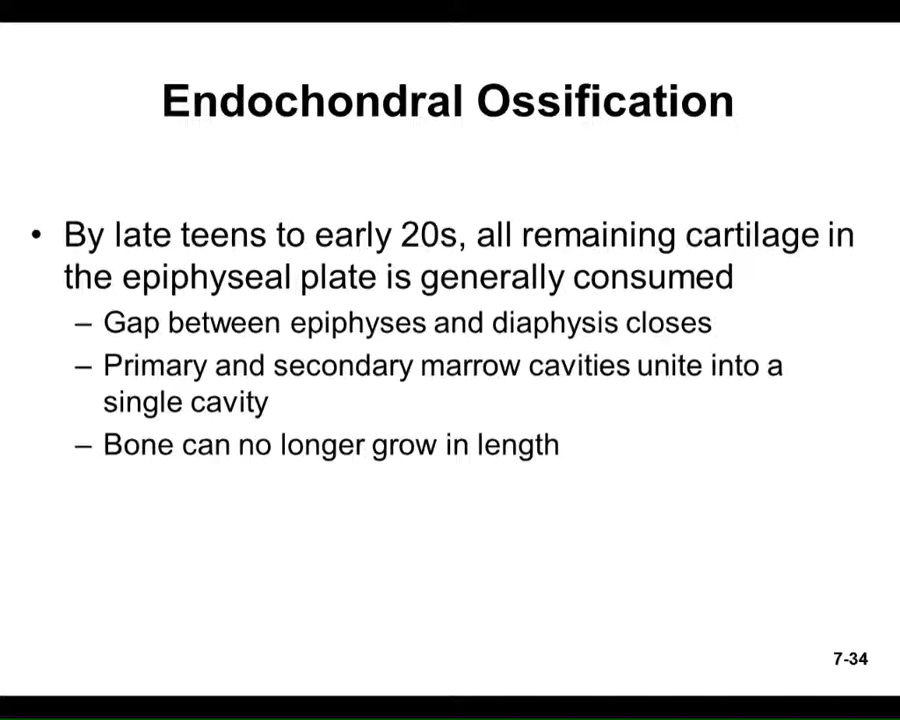 Endochondral Ossification
• By late teens to early 20s, all remaining cartilage in
the epiphyseal plate is generally consumed
– Gap between epiphyses and diaphysis closes
– Primary and secondary marrow cavities unite into a
single cavity
– Bone can no longer grow in length
7-34